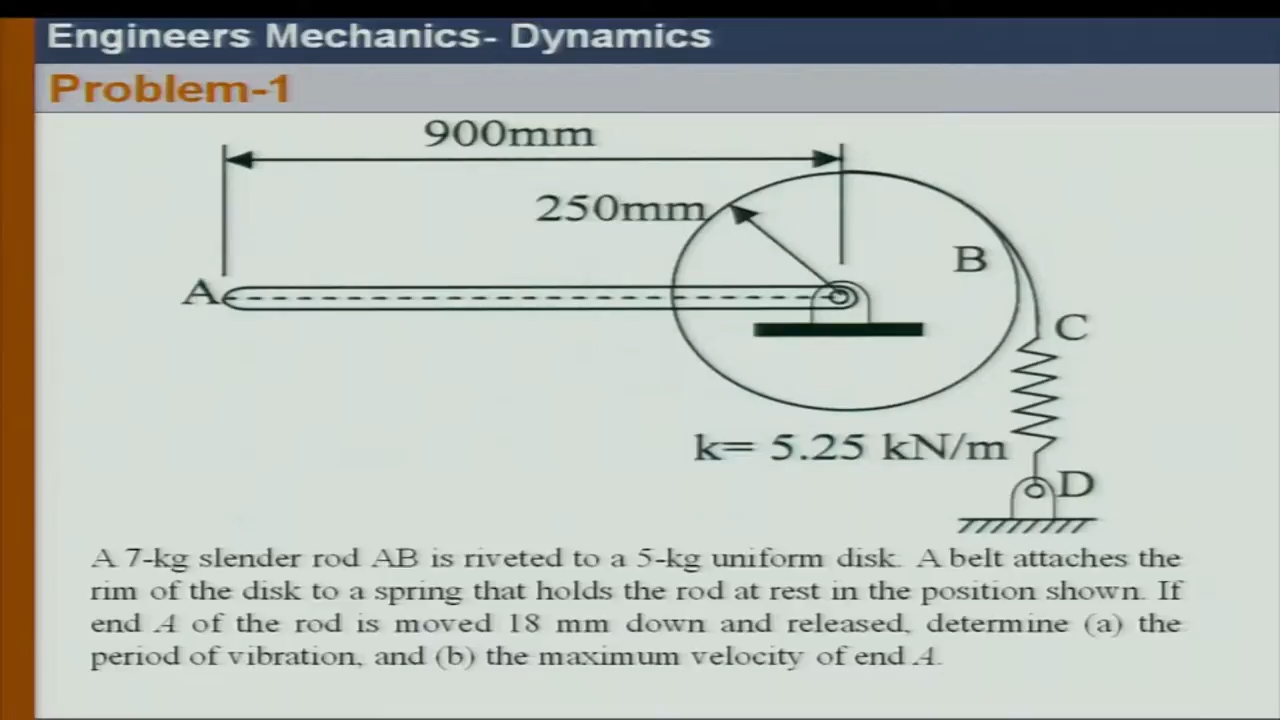 Engineers Mechanics- Dynamics
Problem-1
900mm
250mm
B
A
C
k= 5.25 kN/m
D
A 7-kg slender rod AB is riveted to a 5-kg uniform disk. A belt attaches the
rim of the disk to a spring that holds the rod at rest in the position shown. If
end A of the rod is moved 18 mm down and released, determine (a) the
period of vibration, and (b) the maximum velocity of end A.